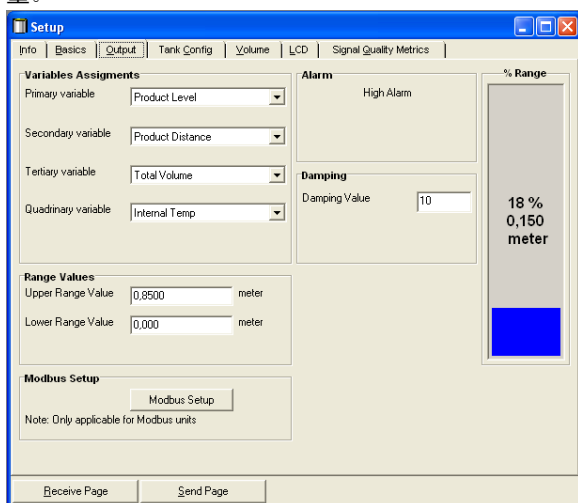 Setup
Info Basics Output Tank Config Volume LCD Signal Quality Metrics
Variables Assigments
Primary variable Product Level
Secondary variable Product Distance
Tertiary variable Total Volume
Quadrinary variable Internal Temp
Alarm
High Alarm
Damping
Damping Value 10
% Range
18 %
0,150
meter
Range Values
Upper Range Value 0,8500 meter
Lower Range Value 0,000 meter
Modbus Setup
Modbus Setup
Note: Only applicable for Modbus units
Receive Page Send Page